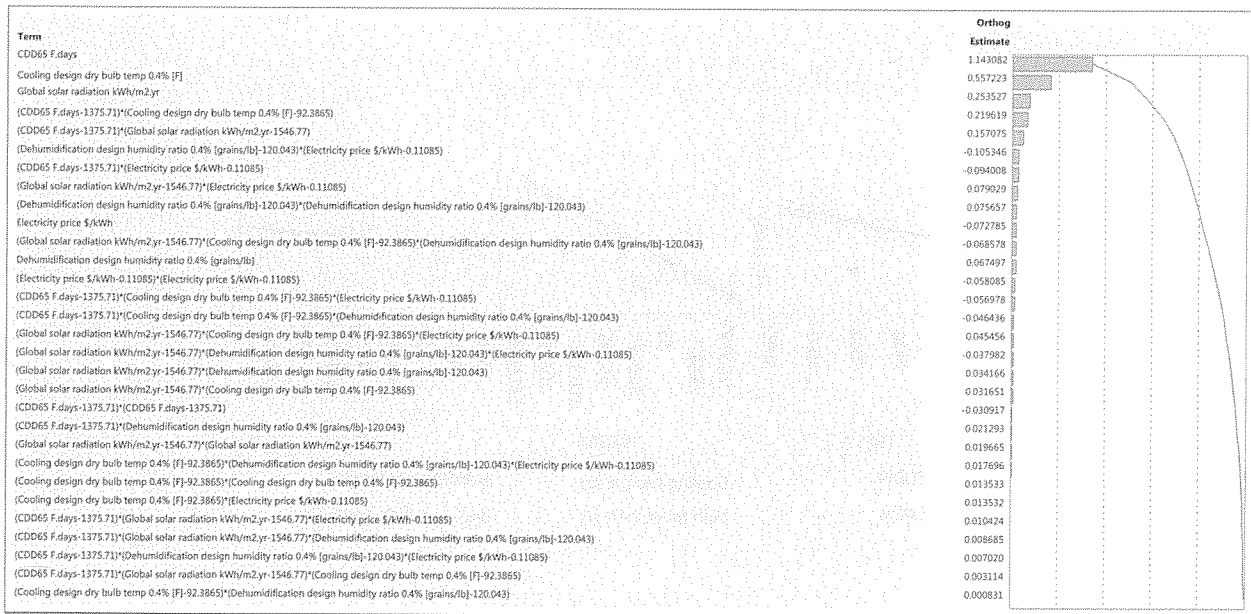 Orthog
Term Estimate
CDD65 F.days 1.143082
Cooling design dry bulb temp 0.4% [F] 0.557223
Global solar radiation kWh/m2.yr -0.253527
(CDD65 F.days-1375.71)*(Cooling design dry bulb temp 0.4% [F]-92.3865) 0.219619
(CDD65 F.days-1375.71)*(Global solar radiation kWh/m2.yr-1546.77) 0.157075
(Dehumidification design humidity ratio 0.4% [grains/lb]-120.043)*(Electricity price $/kWh-0.11085) -0.105346
(CDD65 F.days-1375.71)*(Electricity price $/kWh-0.11085) -0.094008
(Global solar radiation kWh/m2.yr-1546.77)*(Electricity price $/kWh-0.11085) 0.079029
(Dehumidification design humidity ratio 0.4% [grains/lb]-120.043)*(Dehumidification design humidity ratio 0.4% [grains/lb]-120.043) 0.075657
Electricity price $/kWh -0.072785
(Global solar radiation kWh/m2.yr-1546.77)*(Cooling design dry bulb temp 0.4% [F]-92.3865)*(Dehumidification design humidity ratio 0.4% [grains/lb]-120.043) -0.068578
Dehumidification design humidity ratio 0.4% [grains/lb] 0.067497
(Electricity price $/kWh-0.11085)*(Electricity price $/kWh-0.11085) -0.058085
(CDD65 F.days-1375.71)*(Cooling design dry bulb temp 0.4% [F]-92.3865)*(Electricity price $/kWh-0.11085) -0.056978
(CDD65 F.days-1375.71)*(Cooling design dry bulb temp 0.4% [F]-92.3865)*(Dehumidification design humidity ratio 0.4% [grains/lb]-120.043) -0.046436
(Global solar radiation kWh/m2.yr-1546.77)*(Cooling design dry bulb temp 0.4% [F]-92.3865)*(Electricity price $/kWh-0.11085) 0.045456
(Global solar radiation kWh/m2.yr-1546.77)*(Dehumidification design humidity ratio 0.4% [grains/lb]-120.043)*(Electricity price $/kWh-0.11085) -0.037982
(Global solar radiation kWh/m2.yr-1546.77)*(Dehumidification design humidity ratio 0.4% [grains/lb]-120.043) 0.034166
(Global solar radiation kWh/m2.yr-1546.77)*(Cooling design dry bulb temp 0.4% [F]-92.3865) 0.031651
(CDD65 F.days-1375.71)*(CDD65 F.days-1375.71) -0.030917
(CDD65 F.days-1375.71)*(Dehumidification design humidity ratio 0.4% [grains/lb]-120.043) 0.021293
(Global solar radiation kWh/m2.yr-1546.77)*(Global solar radiation kWh/m2.yr-1546.77) 0.019665
(Cooling design dry bulb temp 0.4% [F]-92.3865)*(Dehumidification design humidity ratio 0.4% [grains/lb]-120.043)*(Electricity price $/kWh-0.11085) 0.017696
(Cooling design dry bulb temp 0.4% [F]-92.3865)*(Cooling design dry bulb temp 0.4% [F]-92.3865) 0.013533
(Cooling design dry bulb temp 0.4% [F]-92.3865)*(Electricity price $/kWh-0.11085) 0.013532
(CDD65 F.days-1375.71)*(Global solar radiation kWh/m2.yr-1546.77)*(Electricity price $/kWh-0.11085) 0.010424
(CDD65 F.days-1375.71)*(Global solar radiation kWh/m2.yr-1546.77)*(Dehumidification design humidity ratio 0.4% [grains/lb]-120.043) 0.008685
(CDD65 F.days-1375.71)*(Dehumidification design humidity ratio 0.4% [grains/lb]-120.043)*(Electricity price $/kWh-0.11085) 0.007020
(CDD65 F.days-1375.71)*(Global solar radiation kWh/m2.yr-1546.77)*(Cooling design dry bulb temp 0.4% [F]-92.3865) 0.003114
(Cooling design dry bulb temp 0.4% [F]-92.3865)*(Dehumidification design humidity ratio 0.4% [grains/lb]-120.043) 0.000831